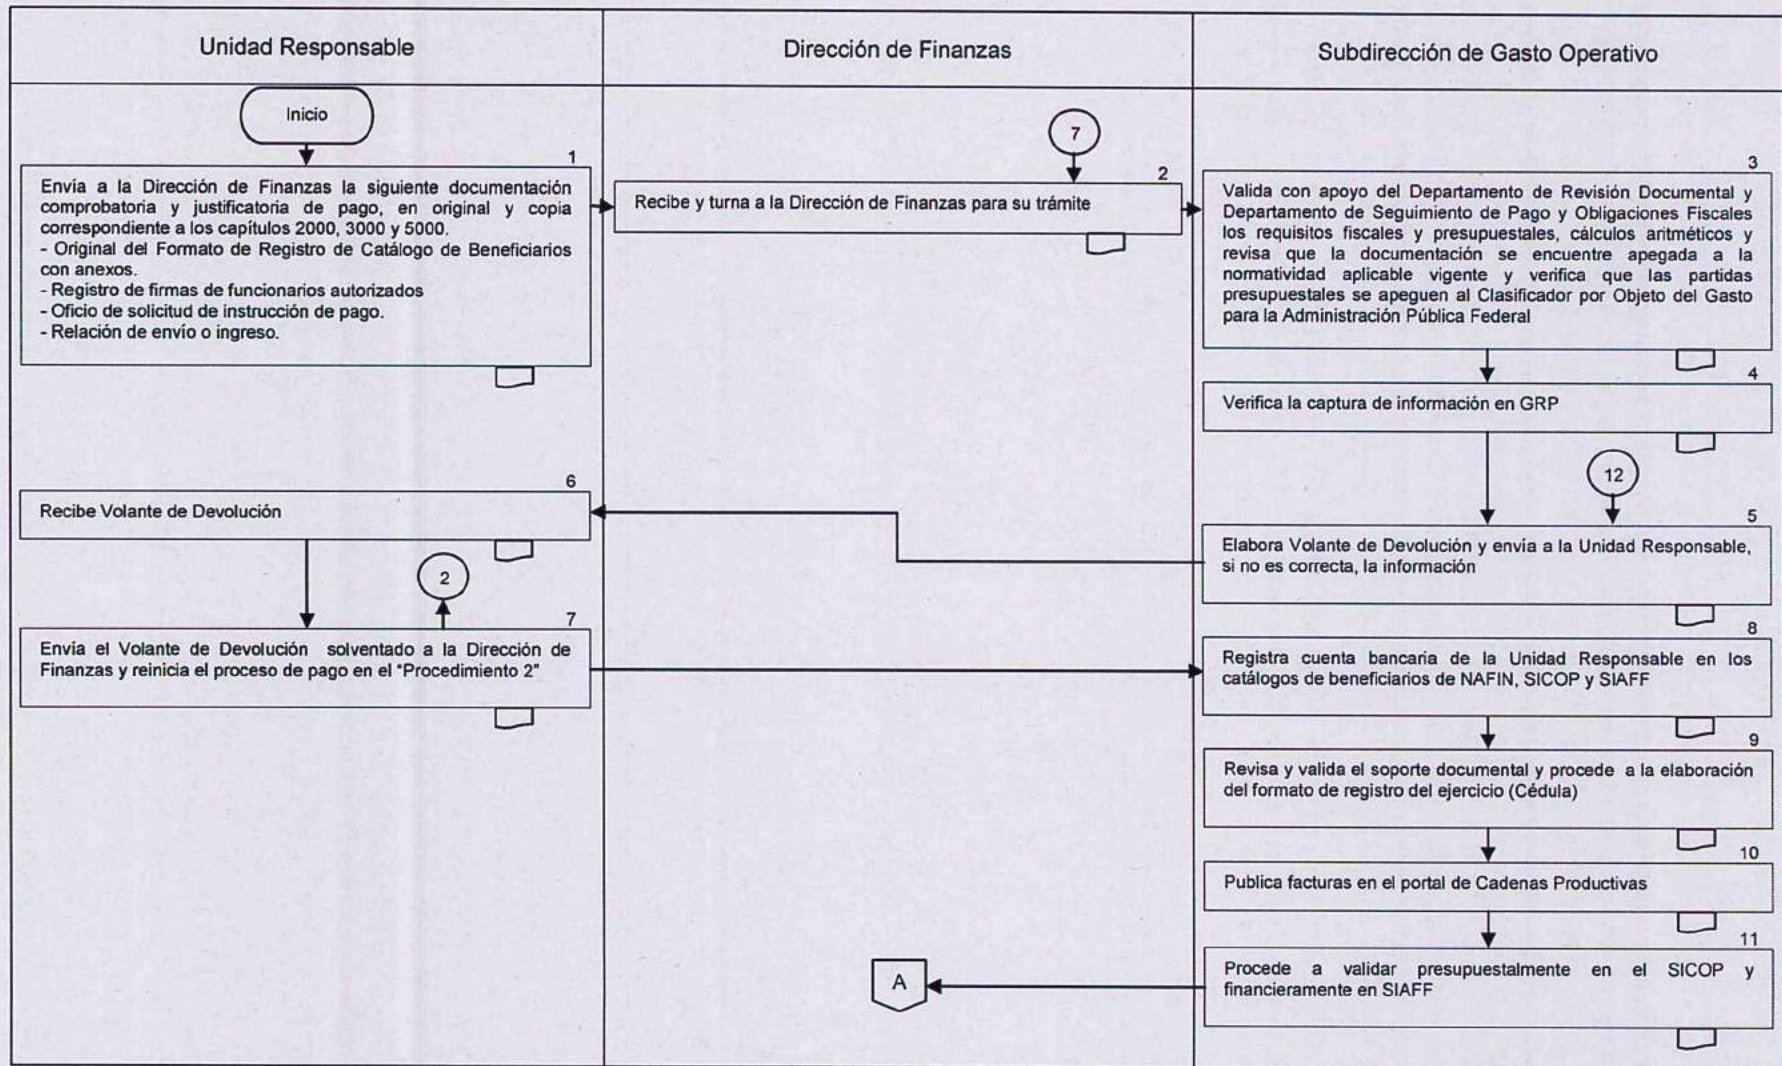 Unidad Responsable
Dirección de Finanzas
Subdirección de Gasto Operativo
Inicio
1
Envía a la Dirección de Finanzas la siguiente documentación
comprobatoria y justificatoria de pago, en original y copia
correspondiente a los capítulos 2000, 3000 y 5000.
- Original del Formato de Registro de Catálogo de Beneficiarios
con anexos.
- Registro de firmas de funcionarios autorizados
- Oficio de solicitud de instrucción de pago.
- Relación de envío o ingreso.
7
2
Recibe y turna a la Dirección de Finanzas para su trámite
3
Valida con apoyo del Departamento de Revisión Documental y
Departamento de Seguimiento de Pago y Obligaciones Fiscales
los requisitos fiscales y presupuestales, cálculos aritméticos y
revisa que la documentación se encuentre apegada a la
normatividad aplicable vigente y verifica que las partidas
presupuestales se apeguen al Clasificador por Objeto del Gasto
para la Administración Pública Federal
4
Verifica la captura de información en GRP
12
5
Elabora Volante de Devolución y envía a la Unidad Responsable,
si no es correcta, la información
6
Recibe Volante de Devolución
2
7
Envía el Volante de Devolución solventado a la Dirección de
Finanzas y reinicia el proceso de pago en el "Procedimiento 2"
8
Registra cuenta bancaria de la Unidad Responsable en los
catálogos de beneficiarios de NAFIN, SICOP y SIAFF
9
Revisa y valida el soporte documental y procede a la elaboración
del formato de registro del ejercicio (Cédula)
10
Publica facturas en el portal de Cadenas Productivas
11
Procede a validar presupuestalmente en el SICOP y
financieramente en SIAFF
A